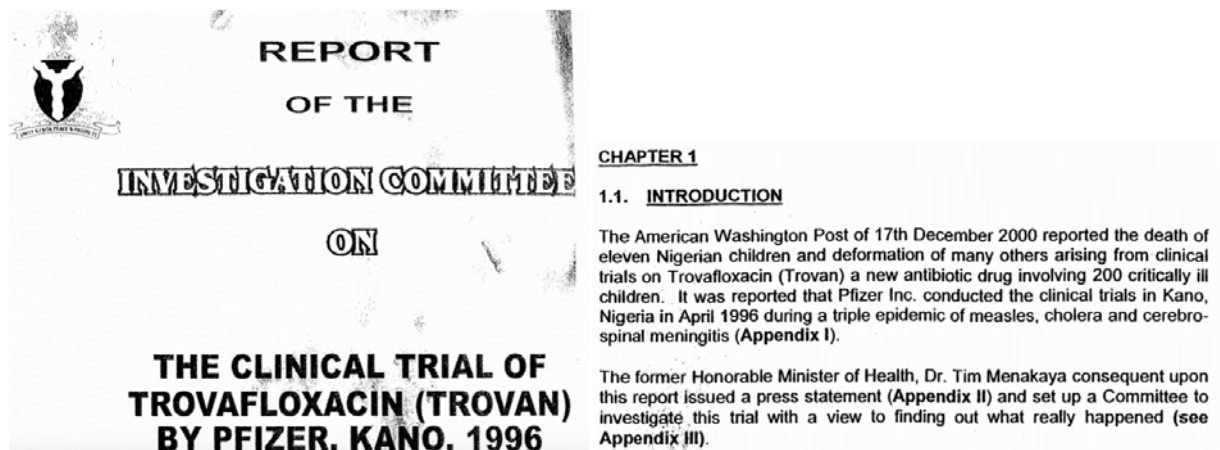 REPORT
OF THE
INVESTIGATION COMMITTEE
ON
THE CLINICAL TRIAL OF
TROVAFLOXACIN (TROVAN)
BY PFIZER, KANO, 1996
CHAPTER 1
1.1. INTRODUCTION
The American Washington Post of 17th December 2000 reported the death of
eleven Nigerian children and deformation of many others arising from clinical
trials on Trovafloxacin (Trovan) a new antibiotic drug involving 200 critically ill
children. It was reported that Pfizer Inc. conducted the clinical trials in Kano,
Nigeria in April 1996 during a triple epidemic of measles, cholera and cerebro-
spinal meningitis (Appendix I).
The former Honorable Minister of Health, Dr. Tim Menakaya consequent upon
this report issued a press statement (Appendix II) and set up a Committee to
investigate this trial with a view to finding out what really happened (see
Appendix III).